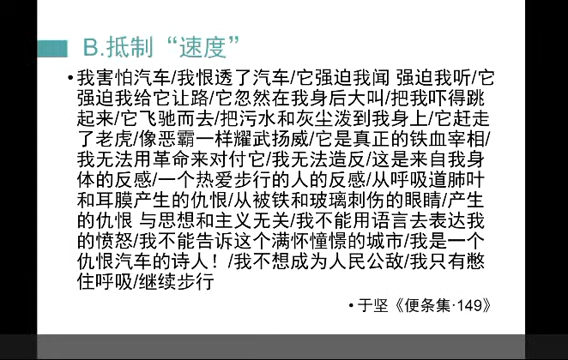 B.抵制“速度”
•我害怕汽车/我恨透了汽车/它强迫我闻 强迫我听/它
强迫我给它让路/它忽然在我身后大叫/把我吓得跳
起来/它飞驰而去/把污水和灰尘泼到我身上/它赶走
了老虎/像恶霸一样耀武扬威/它是真正的铁血宰相/
我无法用革命来对付它/我无法造反/这是来自我身
体的反感/一个热爱步行的人的反感/从呼吸道肺叶
和耳膜产生的仇恨/从被铁和玻璃刺伤的眼睛/产生
的仇恨 与思想和主义无关/我不能用语言去表达我
的愤怒/我不能告诉这个满怀憧憬的城市/我是一个
仇恨汽车的诗人！/我不想成为人民公敌/我只有憋
住呼吸/继续步行
•于坚《便条集·149》